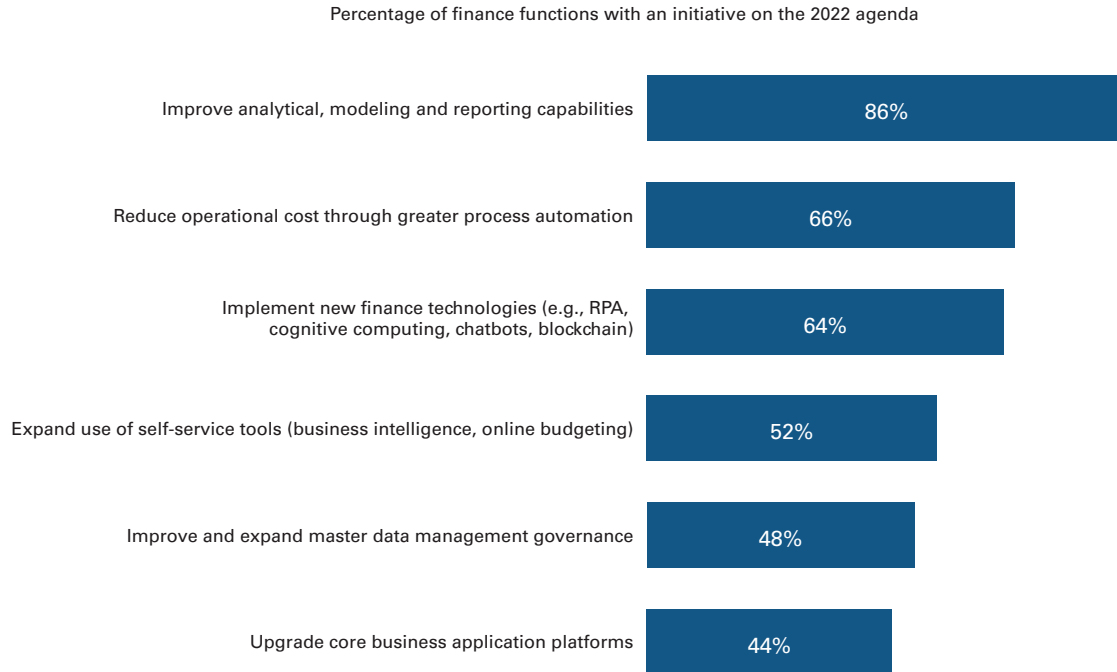 Percentage of finance functions with an initiative on the 2022 agenda
Improve analytical, modeling and reporting capabilities
86%
Reduce operational cost through greater process automation
66%
Implement new finance technologies (e.g., RPA,
cognitive computing, chatbots, blockchain)
64%
Expand use of self-service tools (business intelligence, online budgeting)
52%
Improve and expand master data management governance
48%
Upgrade core business application platforms
44%